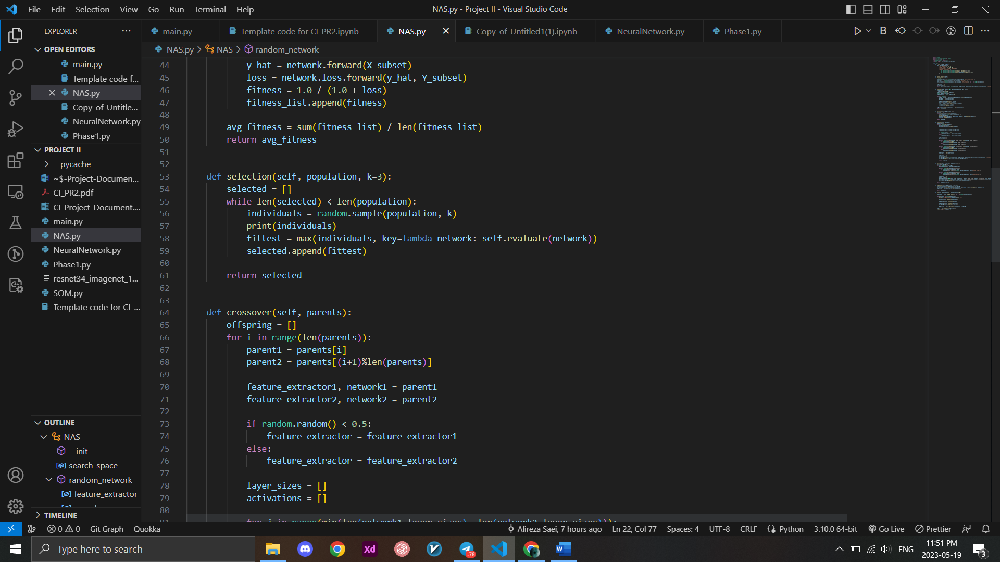 File Edit Selection View Go Run Terminal Help
NAS.py - Project II - Visual Studio Code
EXPLORER
OPEN EDITORS
main.py
Template code f...
NAS.py
Copy_of_Untitle...
NeuralNetwork.py
Phase1.py
PROJECT II
__pycache__
~$-Project-Documen...
CI_PR2.pdf
CI-Project-Document....
main.py
NAS.py
NeuralNetwork.py
Phase1.py
resnet34_imagenet_1...
SOM.py
Template code for CI_...
OUTLINE
NAS
__init__
search_space
random_network
feature_extractor
TIMELINE
main.py Template code for CI_PR2.ipynb NAS.py Copy_of_Untitled1(1).ipynb NeuralNetwork.py Phase1.py
NAS.py > NAS > random_network
44 y_hat = network.forward(X_subset)
45 loss = network.loss.forward(y_hat, Y_subset)
46 fitness = 1.0 / (1.0 + loss)
47 fitness_list.append(fitness)
48
49 avg_fitness = sum(fitness_list) / len(fitness_list)
50 return avg_fitness
51
52
53 def selection(self, population, k=3):
54 selected = []
55 while len(selected) < len(population):
56 individuals = random.sample(population, k)
57 print(individuals)
58 fittest = max(individuals, key=lambda network: self.evaluate(network))
59 selected.append(fittest)
60
61 return selected
62
63
64 def crossover(self, parents):
65 offspring = []
66 for i in range(len(parents)):
67 parent1 = parents[i]
68 parent2 = parents[(i+1)%len(parents)]
69
70 feature_extractor1, network1 = parent1
71 feature_extractor2, network2 = parent2
72
73 if random.random() < 0.5:
74 feature_extractor = feature_extractor1
75 else:
76 feature_extractor = feature_extractor2
77
78 layer_sizes = []
79 activations = []
80
81 for i in range(min(len(network1.layer_sizes), len(network2.layer_sizes))):
0 0 Git Graph Quokka Alireza Saei, 7 hours ago Ln 22, Col 77 Spaces: 4 UTF-8 CRLF Python 3.10.0 64-bit Go Live Prettier
Type here to search
Xd
..78
ENG
11:51 PM
2023-05-19
3